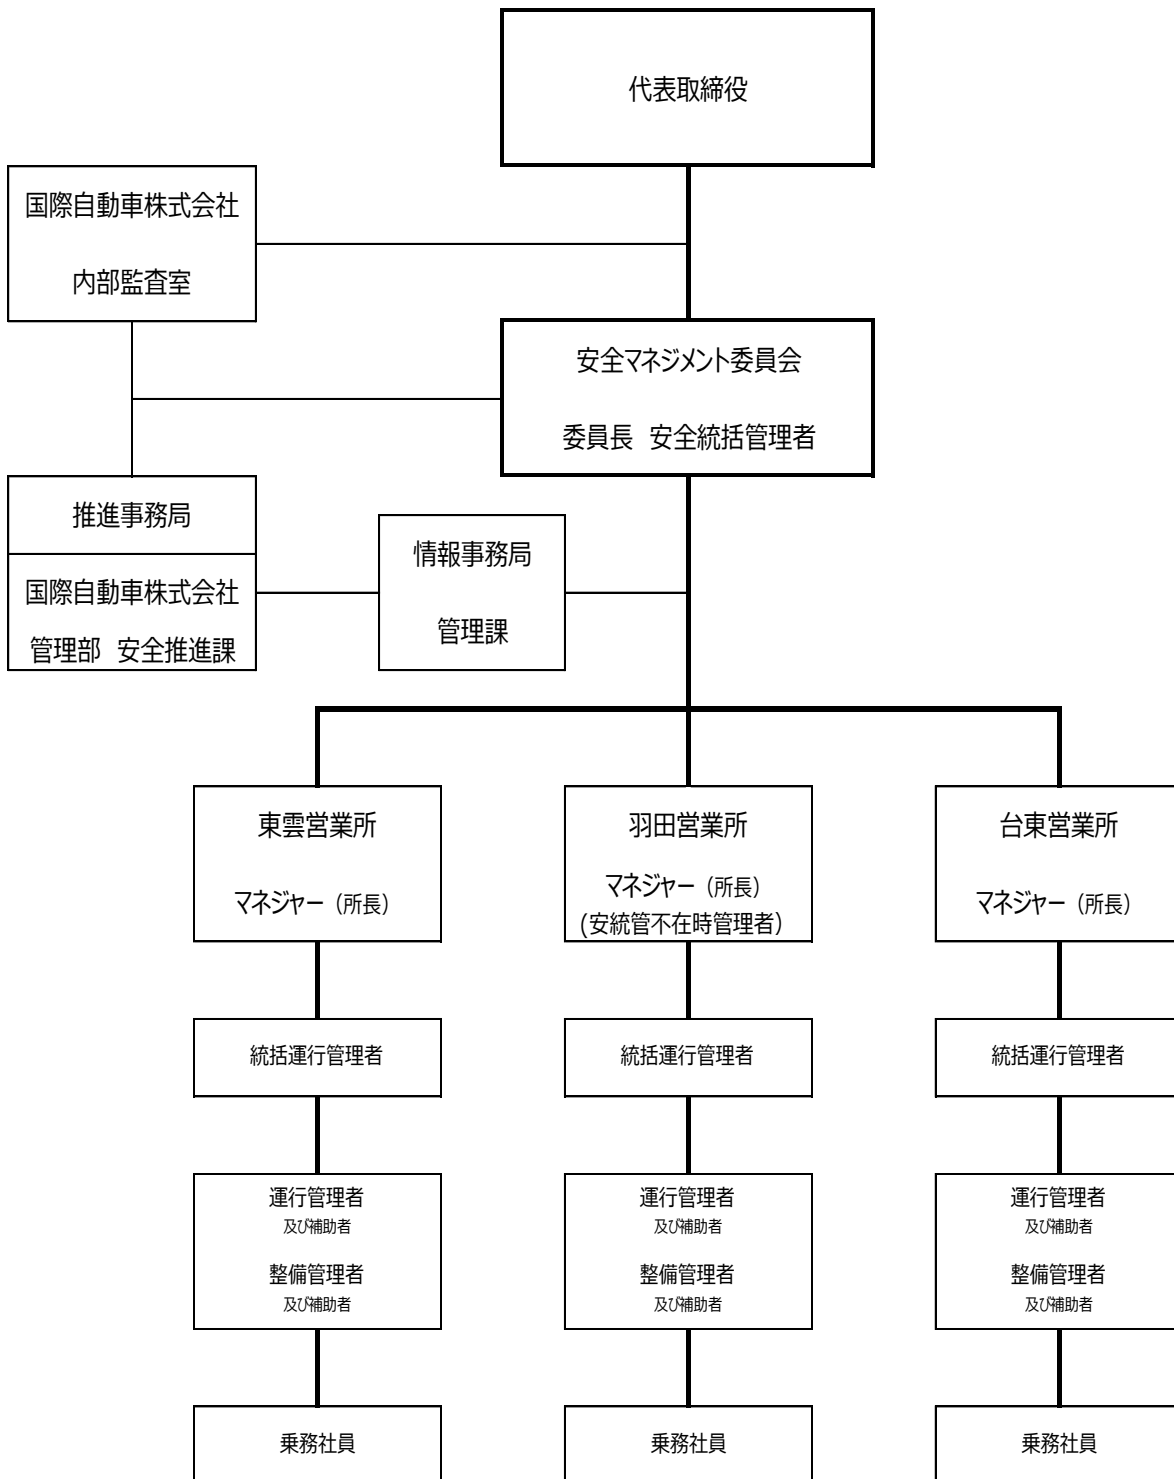 代表取締役
国際自動車株式会社
内部監査室
安全マネジメント委員会
委員長 安全統括管理者
推進事務局
国際自動車株式会社
管理部 安全推進課
情報事務局
管理課
東雲営業所
マネジャー（所長）
羽田営業所
マネジャー（所長）
(安統管不在時管理者）
台東営業所
マネジャー（所長）
統括運行管理者
統括運行管理者
統括運行管理者
運行管理者
及び補助者
整備管理者
及び補助者
運行管理者
及び補助者
整備管理者
及び補助者
運行管理者
及び補助者
整備管理者
及び補助者
乗務社員
乗務社員
乗務社員